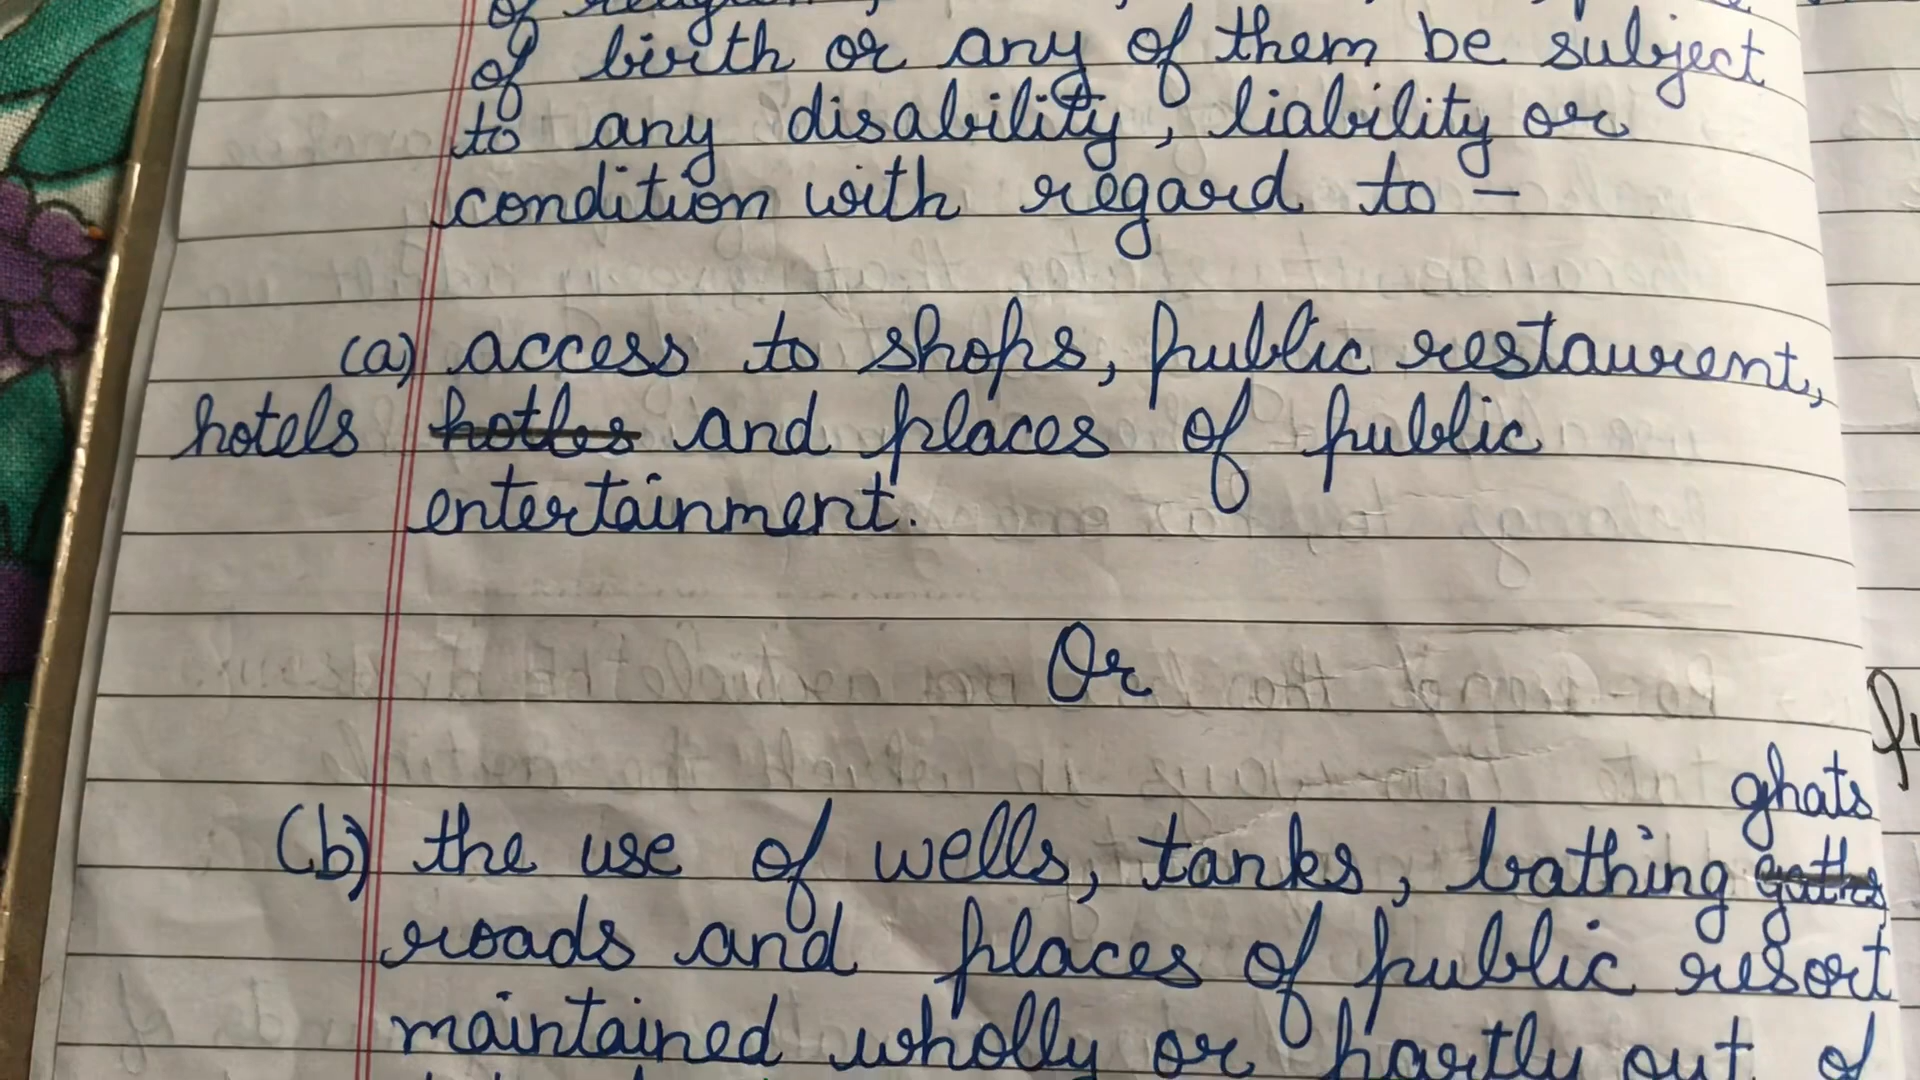 of religion,
of birth or any of them be subject
to any disability, liability or
condition with regard to -
(a) access to shops, public restaurent,
hotels hotles and places of public
entertainment.
Or
ghats
(b) the use of wells, tanks, bathing gaths
roads and places of public resort
maintained wholly or partly out of